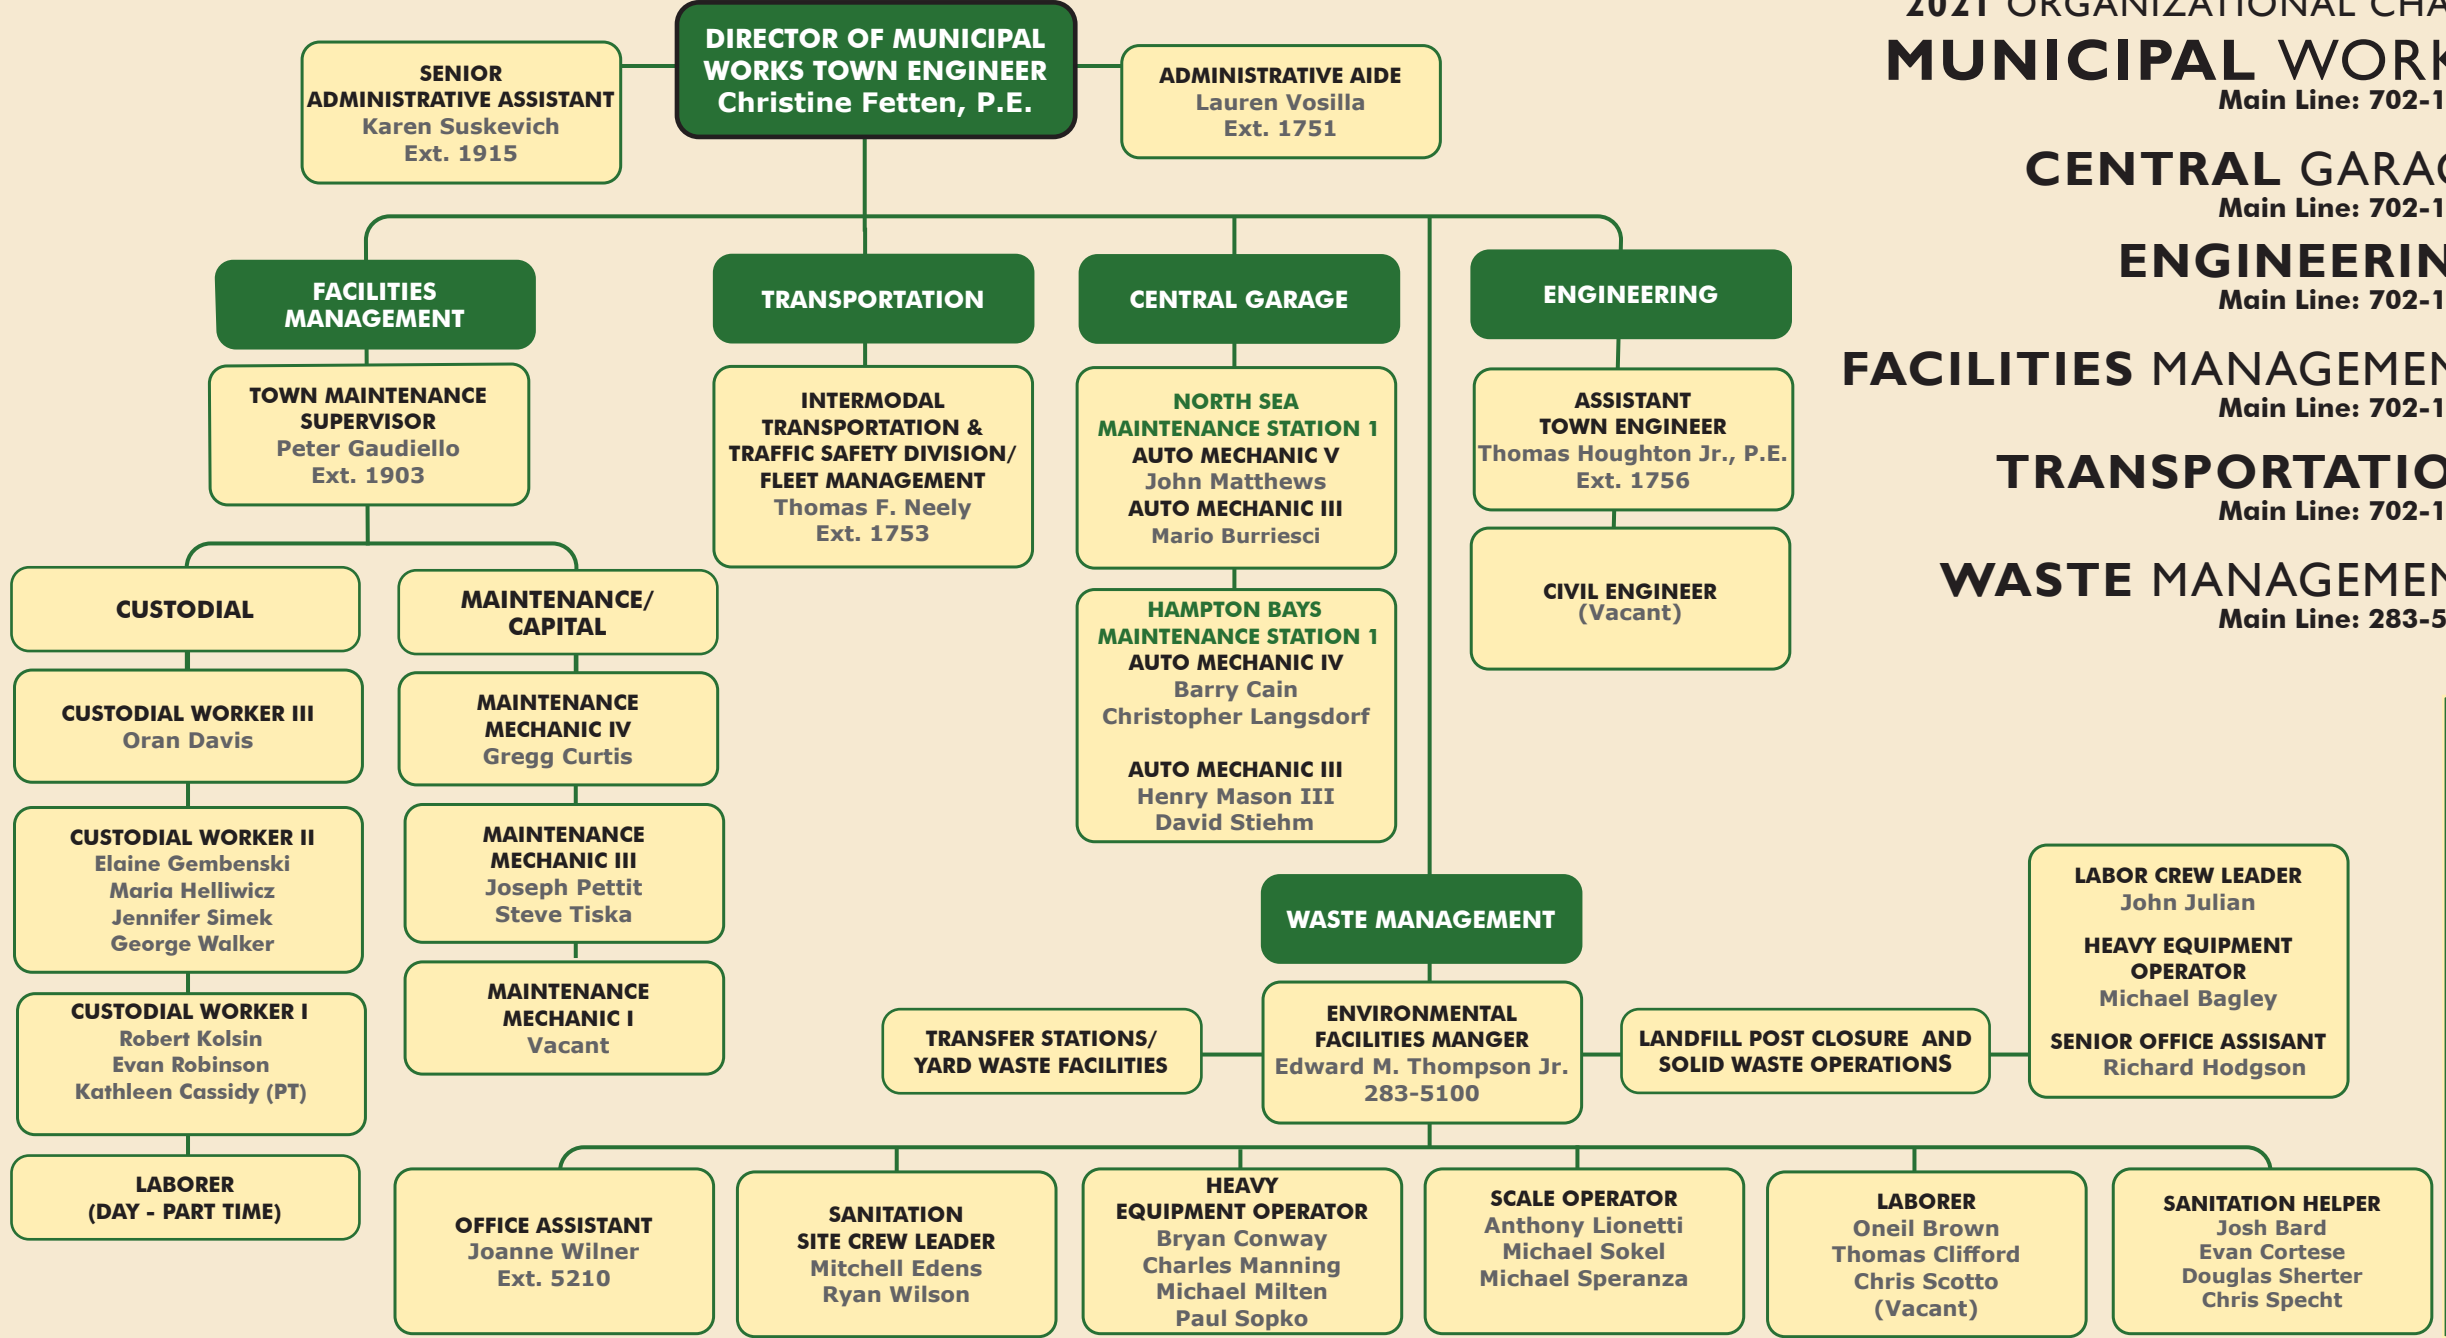 2021 ORGANIZATIONAL
MUNICIPAL
Main Line:
CENTRAL
Main Line:
Main Line:
FACILITIES
Main Line:
Main Line:
WASTE
Main Line:
DIRECTOR OF MUNICIPAL
WORKS TOWN ENGINEER
Christine Fetten, P.E.
SENIOR
ADMINISTRATIVE ASSISTANT
Karen Suskevich
Ext. 1915
ADMINISTRATIVE AIDE
Lauren Vosilla
Ext. 1751
FACILITIES
MANAGEMENT
TRANSPORTATION
CENTRAL GARAGE
ENGINEERING
TOWN MAINTENANCE
SUPERVISOR
Peter Gaudiello
Ext. 1903
INTERMODAL
TRANSPORTATION &
TRAFFIC SAFETY DIVISION/
FLEET MANAGEMENT
Thomas F. Neely
Ext. 1753
NORTH SEA
MAINTENANCE STATION 1
AUTO MECHANIC V
John Matthews
AUTO MECHANIC III
Mario Burriesci
ASSISTANT
TOWN ENGINEER
Thomas Houghton Jr., P.E.
Ext. 1756
CIVIL ENGINEER
(Vacant)
HAMPTON BAYS
MAINTENANCE STATION 1
AUTO MECHANIC IV
Barry Cain
Christopher Langsdorf
AUTO MECHANIC III
Henry Mason III
David Stiehm
CUSTODIAL
MAINTENANCE/
CAPITAL
CUSTODIAL WORKER III
Oran Davis
MAINTENANCE
MECHANIC IV
Gregg Curtis
CUSTODIAL WORKER II
Elaine Gembenski
Maria Helliwicz
Jennifer Simek
George Walker
MAINTENANCE
MECHANIC III
Joseph Pettit
Steve Tiska
CUSTODIAL WORKER I
Robert Kolsin
Evan Robinson
Kathleen Cassidy (PT)
MAINTENANCE
MECHANIC I
Vacant
LABORER
(DAY - PART TIME)
WASTE MANAGEMENT
TRANSFER STATIONS/
YARD WASTE FACILITIES
ENVIRONMENTAL
FACILITIES MANGER
Edward M. Thompson Jr.
283-5100
LANDFILL POST CLOSURE AND
SOLID WASTE OPERATIONS
LABOR CREW LEADER
John Julian
HEAVY EQUIPMENT
OPERATOR
Michael Bagley
SENIOR OFFICE ASSISANT
Richard Hodgson
OFFICE ASSISTANT
Joanne Wilner
Ext. 5210
SANITATION
SITE CREW LEADER
Mitchell Edens
Ryan Wilson
HEAVY
EQUIPMENT OPERATOR
Bryan Conway
Charles Manning
Michael Milten
Paul Sopko
SCALE OPERATOR
Anthony Lionetti
Michael Sokel
Michael Speranza
LABORER
Oneil Brown
Thomas Clifford
Chris Scotto
(Vacant)
SANITATION HELPER
Josh Bard
Evan Cortese
Douglas Sherter
Chris Specht